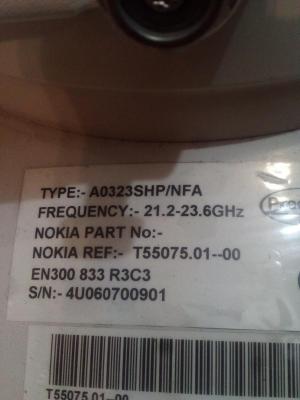 TYPE:- A0323SHP/NFA
FREQUENCY:- 21.2-23.6GHz
NOKIA PART No:-
NOKIA REF:- T55075.01--00
EN300 833 R3C3
S/N:- 4U060700901
T55075.01--00